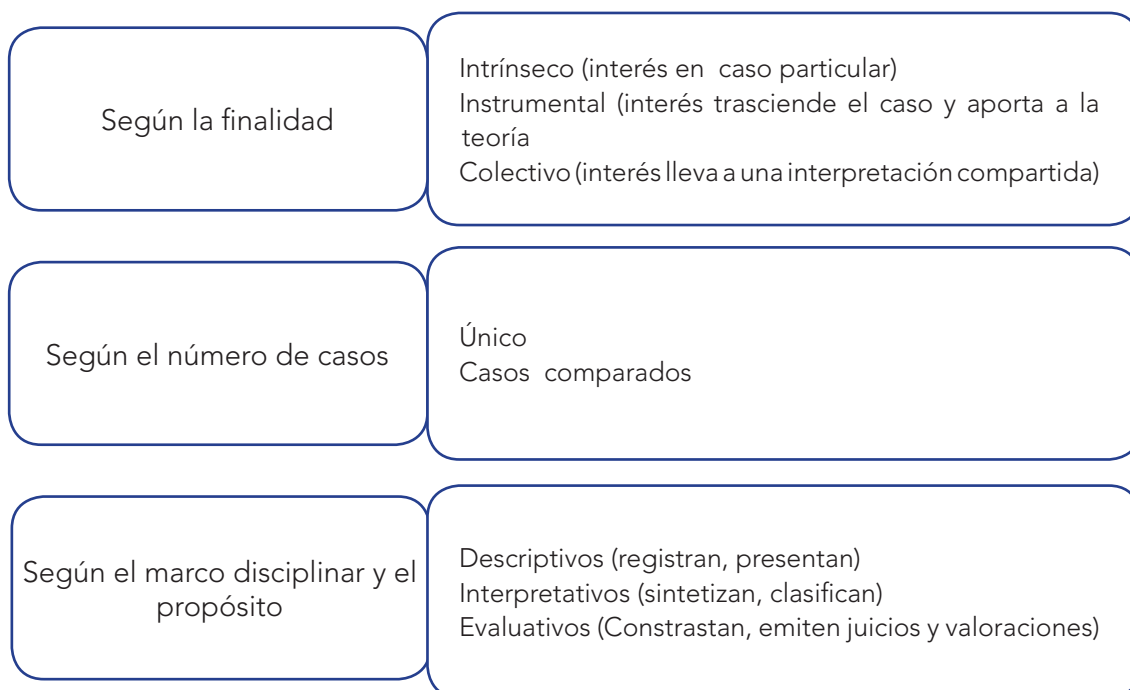 Según la finalidad
Intrínseco (interés en caso particular)
Instrumental (interés trasciende el caso y aporta a la
teoría
Colectivo (interés lleva a una interpretación compartida)
Según el número de casos
Único
Casos comparados
Según el marco disciplinar y el
propósito
Descriptivos (registran, presentan)
Interpretativos (sintetizan, clasifican)
Evaluativos (Constrastan, emiten juicios y valoraciones)